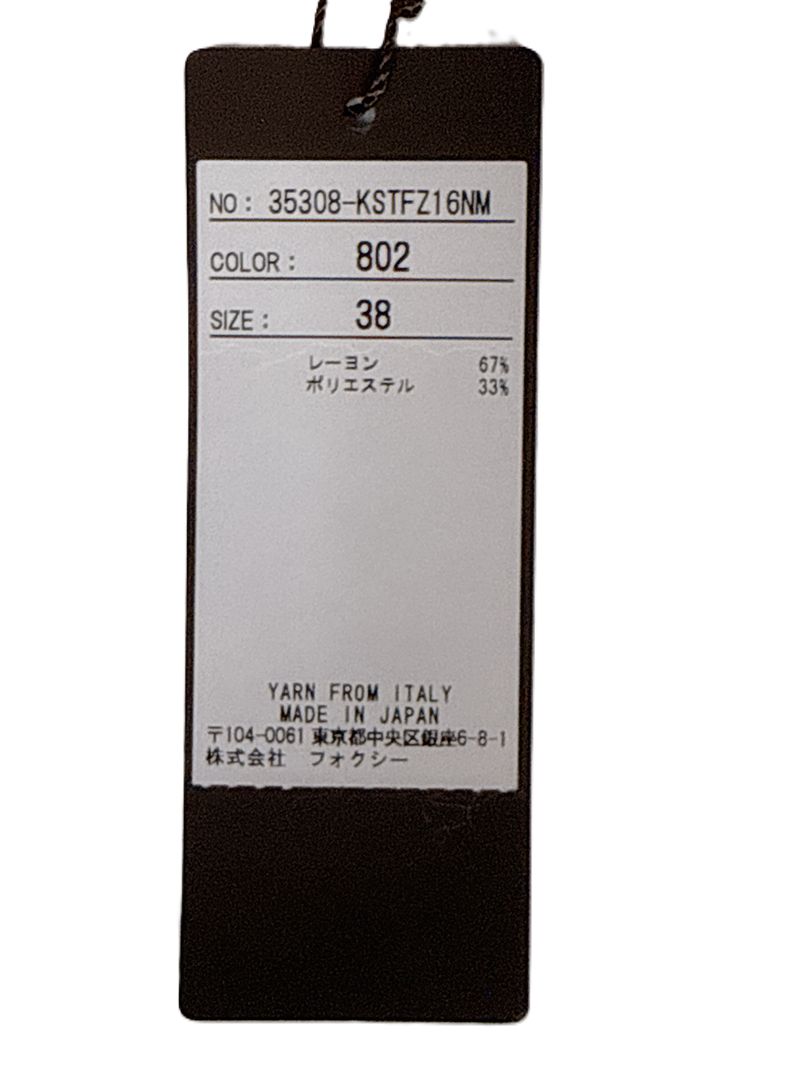 NO: 35308-KSTFZ16NM
COLOR: 802
SIZE: 38
レーヨン 67%
ポリエステル 33%
YARN FROM ITALY
MADE IN JAPAN
〒104-0061 東京都中央区銀座6-8-1
株式会社 フォクシー